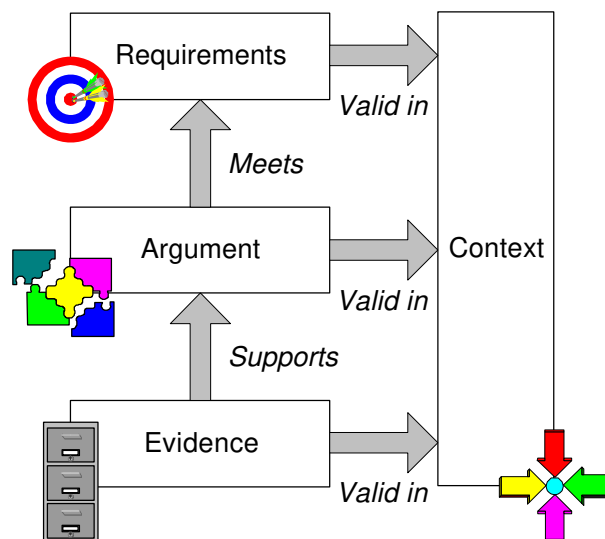 Requirements
Valid in
Meets
Argument
Context
Valid in
Supports
Evidence
Valid in